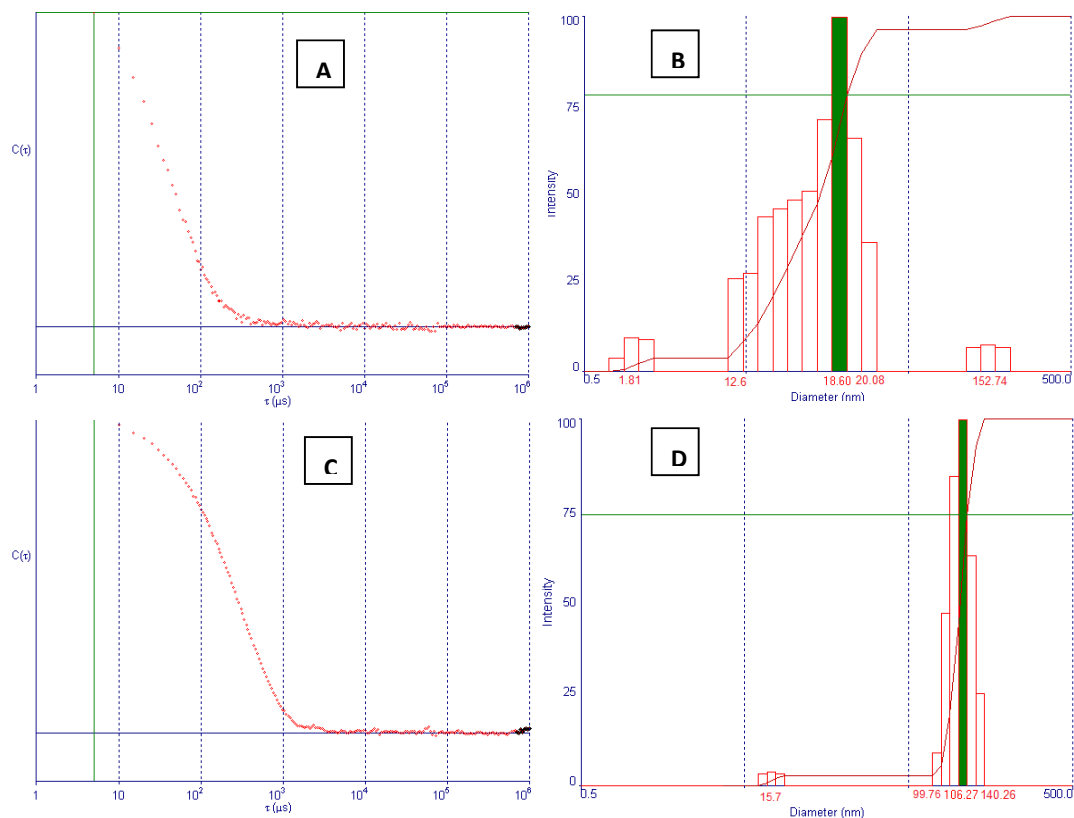 A
C(τ)
1 10 10² 10³ 10⁴ 10⁵ 10⁶
τ (µs)
B
100
75
50
25
0
Intensity
0.5 1.81 12.6 18.60 20.08 152.74 500.0
Diameter (nm)
C
C(τ)
1 10 10² 10³ 10⁴ 10⁵ 10⁶
τ (µs)
D
100
75
50
25
0
Intensity
0.5 15.7 99.76 106.27 140.26 500.0
Diameter (nm)